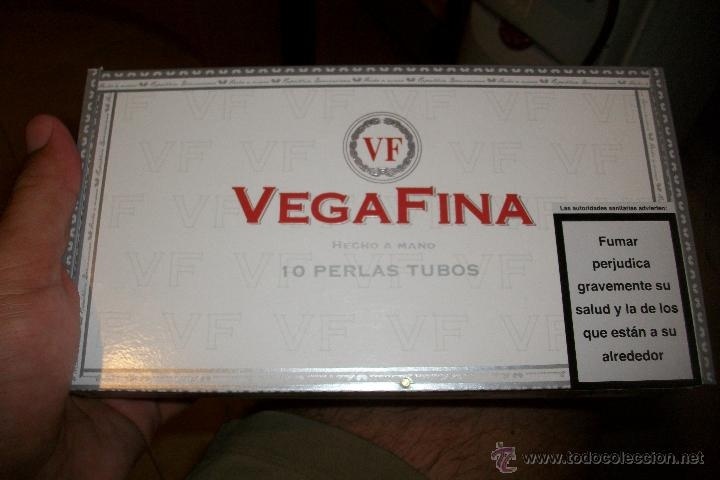 VF
VEGAFINA
HECHO A MANO
10 PERLAS TUBOS
Las autoridades sanitarias advierten:
Fumar
perjudica
gravemente su
salud y la de los
que están a su
alrededor
todocoleccion
www.todocoleccion.net